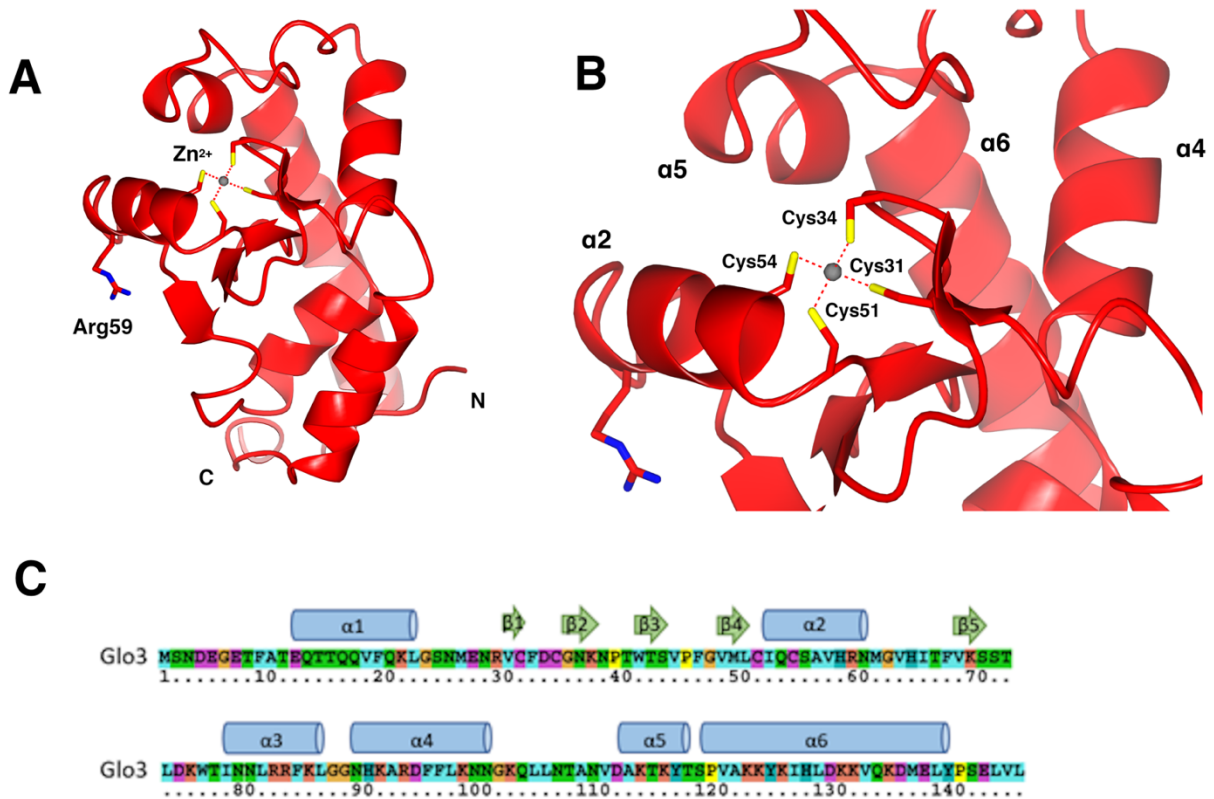 A
B
Zn²⁺
Arg59
N
C
α5
α6
α4
α2
Cys34
Cys54
Cys31
Cys51
C
α1 β1 β2 β3 β4 α2 β5
Glo3 MSNDEGETFATEQTTQQVFQKLGSNMENRVCFDCGNKNPTWTSVPFGVMLCIQCSAVHRNMGVHITFVKSST
1.......10........20........30........40........50........60........70..
α3 α4 α5 α6
Glo3 LDKWTINNLRRFKLGGNHKARDFFLKNNGKQLLNTANVDAKTKYTSPVAKKYKIHLDKKVQKDMELYPSELVL
......80........90.......100.......110.......120.......130.......140.....